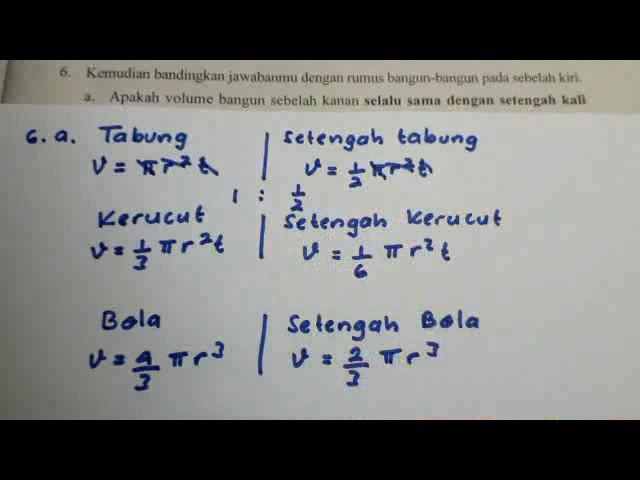 6. Kemudian bandingkan jawabanmu dengan rumus bangun-bangun pada sebelah kiri.
a. Apakah volume bangun sebelah kanan selalu sama dengan setengah kali
6. a. Tabung | Setengah tabung
V = πr²t | V = 1/2 πr²t
1 : 1/2
Kerucut | Setengah Kerucut
V = 1/3 πr²t | V = 1/6 πr²t
Bola | Setengah Bola
V = 4/3 πr³ | V = 2/3 πr³